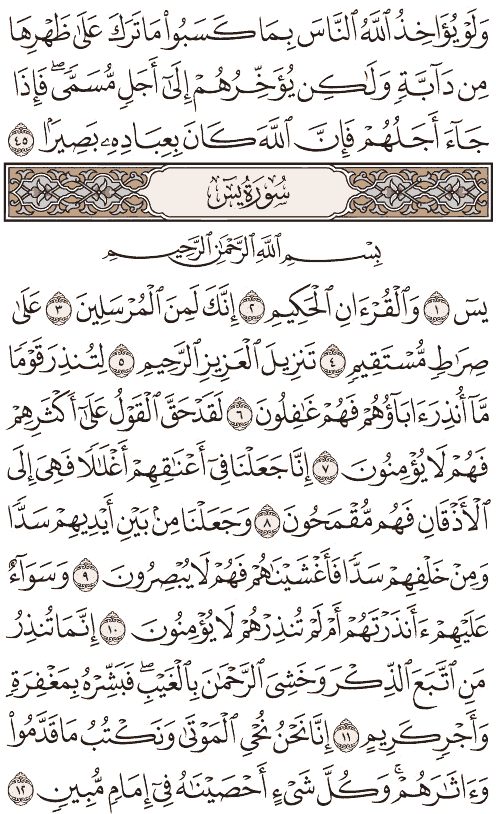 وَلَوْ يُؤَاخِذُ ٱللَّهُ ٱلنَّاسَ بِمَا كَسَبُوا۟ مَا تَرَكَ عَلَىٰ ظَهْرِهَا
مِن دَآبَّةٍ وَلَٰكِن يُؤَخِّرُهُمْ إِلَىٰٓ أَجَلٍ مُّسَمًّى ۖ فَإِذَا
جَآءَ أَجَلُهُمْ فَإِنَّ ٱللَّهَ كَانَ بِعِبَادِهِۦ بَصِيرًۢا ٤٥
سُورَةُ يسٓ
بِسْمِ ٱللَّهِ ٱلرَّحْمَٰنِ ٱلرَّحِيمِ
يسٓ ١ وَٱلْقُرْءَانِ ٱلْحَكِيمِ ٢ إِنَّكَ لَمِنَ ٱلْمُرْسَلِينَ ٣ عَلَىٰ
صِرَٰطٍ مُّسْتَقِيمٍ ٤ تَنزِيلَ ٱلْعَزِيزِ ٱلرَّحِيمِ ٥ لِتُنذِرَ قَوْمًا
مَّآ أُنذِرَ ءَابَآؤُهُمْ فَهُمْ غَٰفِلُونَ ٦ لَقَدْ حَقَّ ٱلْقَوْلُ عَلَىٰٓ أَكْثَرِهِمْ
فَهُمْ لَا يُؤْمِنُونَ ٧ إِنَّا جَعَلْنَا فِىٓ أَعْنَٰقِهِمْ أَغْلَٰلًا فَهِىَ إِلَى
ٱلْأَذْقَانِ فَهُم مُّقْمَحُونَ ٨ وَجَعَلْنَا مِنۢ بَيْنِ أَيْدِيهِمْ سَدًّا
وَمِنْ خَلْفِهِمْ سَدًّا فَأَغْشَيْنَٰهُمْ فَهُمْ لَا يُبْصِرُونَ ٩ وَسَوَآءٌ
عَلَيْهِمْ ءَأَنذَرْتَهُمْ أَمْ لَمْ تُنذِرْهُمْ لَا يُؤْمِنُونَ ١٠ إِنَّمَا تُنذِرُ
مَنِ ٱتَّبَعَ ٱلذِّكْرَ وَخَشِىَ ٱلرَّحْمَٰنَ بِٱلْغَيْبِ ۖ فَبَشِّرْهُ بِمَغْفِرَةٍ
وَأَجْرٍ كَرِيمٍ ١١ إِنَّا نَحْنُ نُحْىِ ٱلْمَوْتَىٰ وَنَكْتُبُ مَا قَدَّمُوا۟
وَءَاثَٰرَهُمْ ۚ وَكُلَّ شَىْءٍ أَحْصَيْنَٰهُ فِىٓ إِمَامٍ مُّبِينٍ ١٢